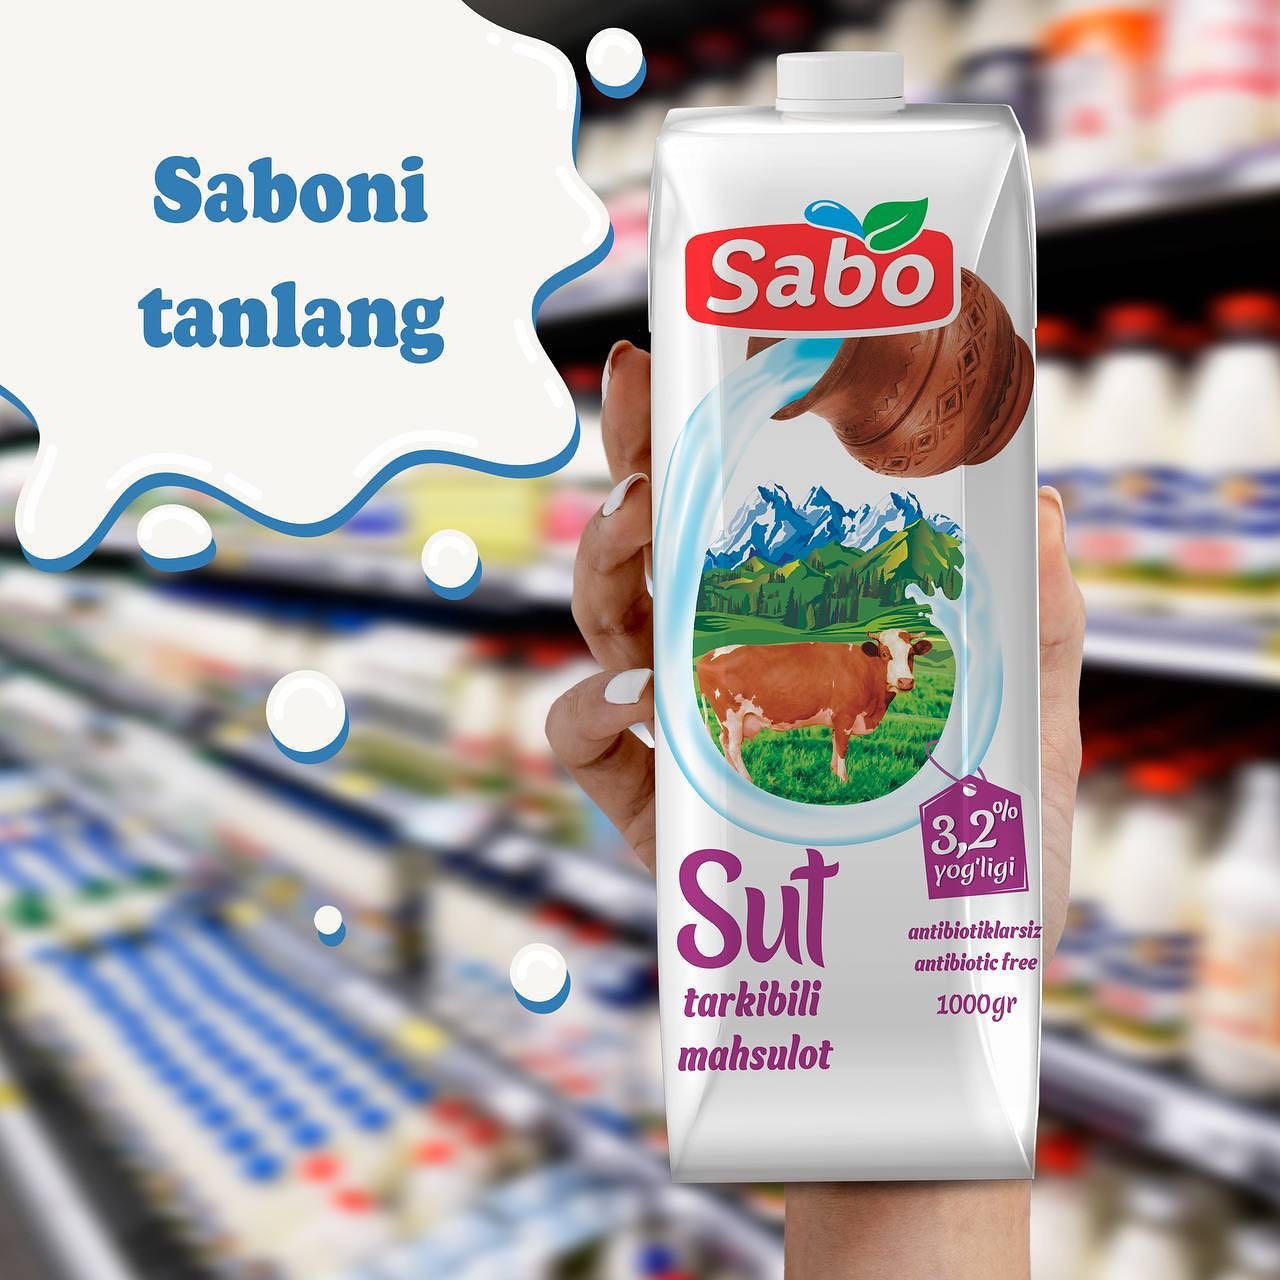 Saboni
tanlang
Sabo
3,2%
yog'ligi
Sut
tarkibili
mahsulot
antibiotiklarsiz
antibiotic free
1000gr